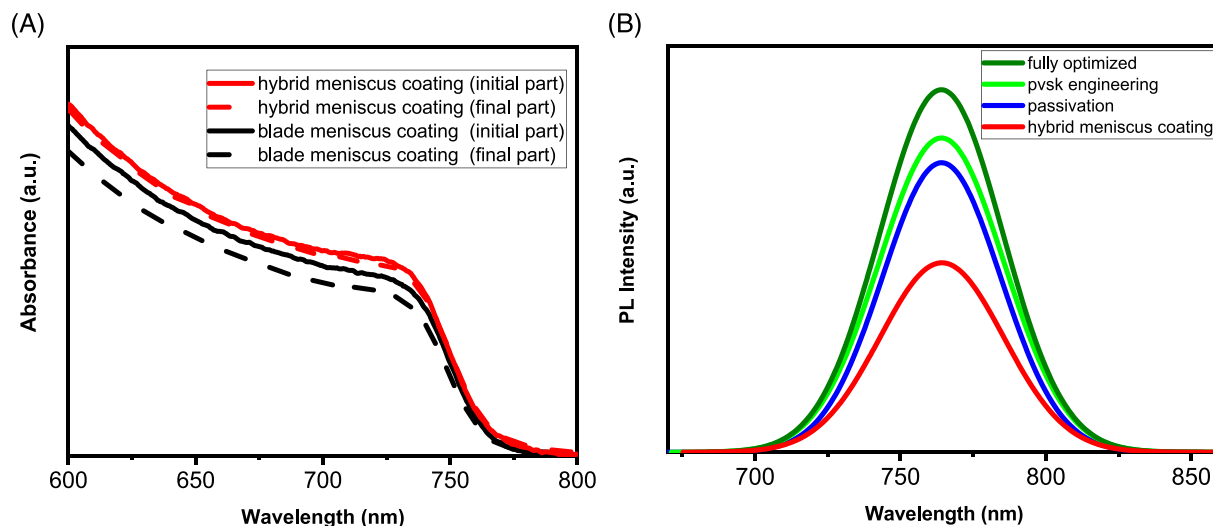 (A)
hybrid meniscus coating (initial part)
hybrid meniscus coating (final part)
blade meniscus coating  (initial part)
blade meniscus coating  (final part)
Absorbance (a.u.)
600
650
700
750
800
Wavelength (nm)
(B)
fully optimized
pvsk engineering
passivation
hybrid meniscus coating
PL Intensity (a.u.)
700
750
800
850
Wavelength (nm)